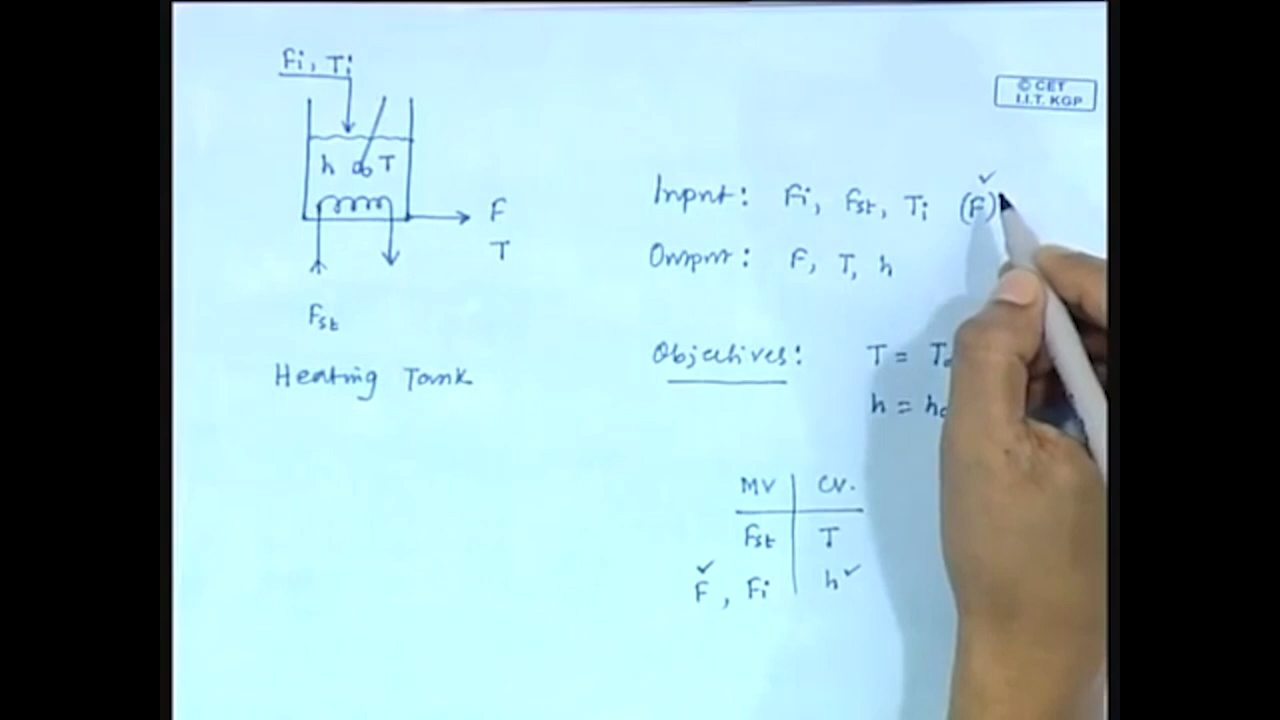 Fi, Ti
h T
F
T
Fst
Heating Tank
© CET
I.I.T. KGP
Input: Fi, Fst, Ti (F)
Output: F, T, h
Objectives: T =
h =
MV CV.
Fst T
F, Fi h